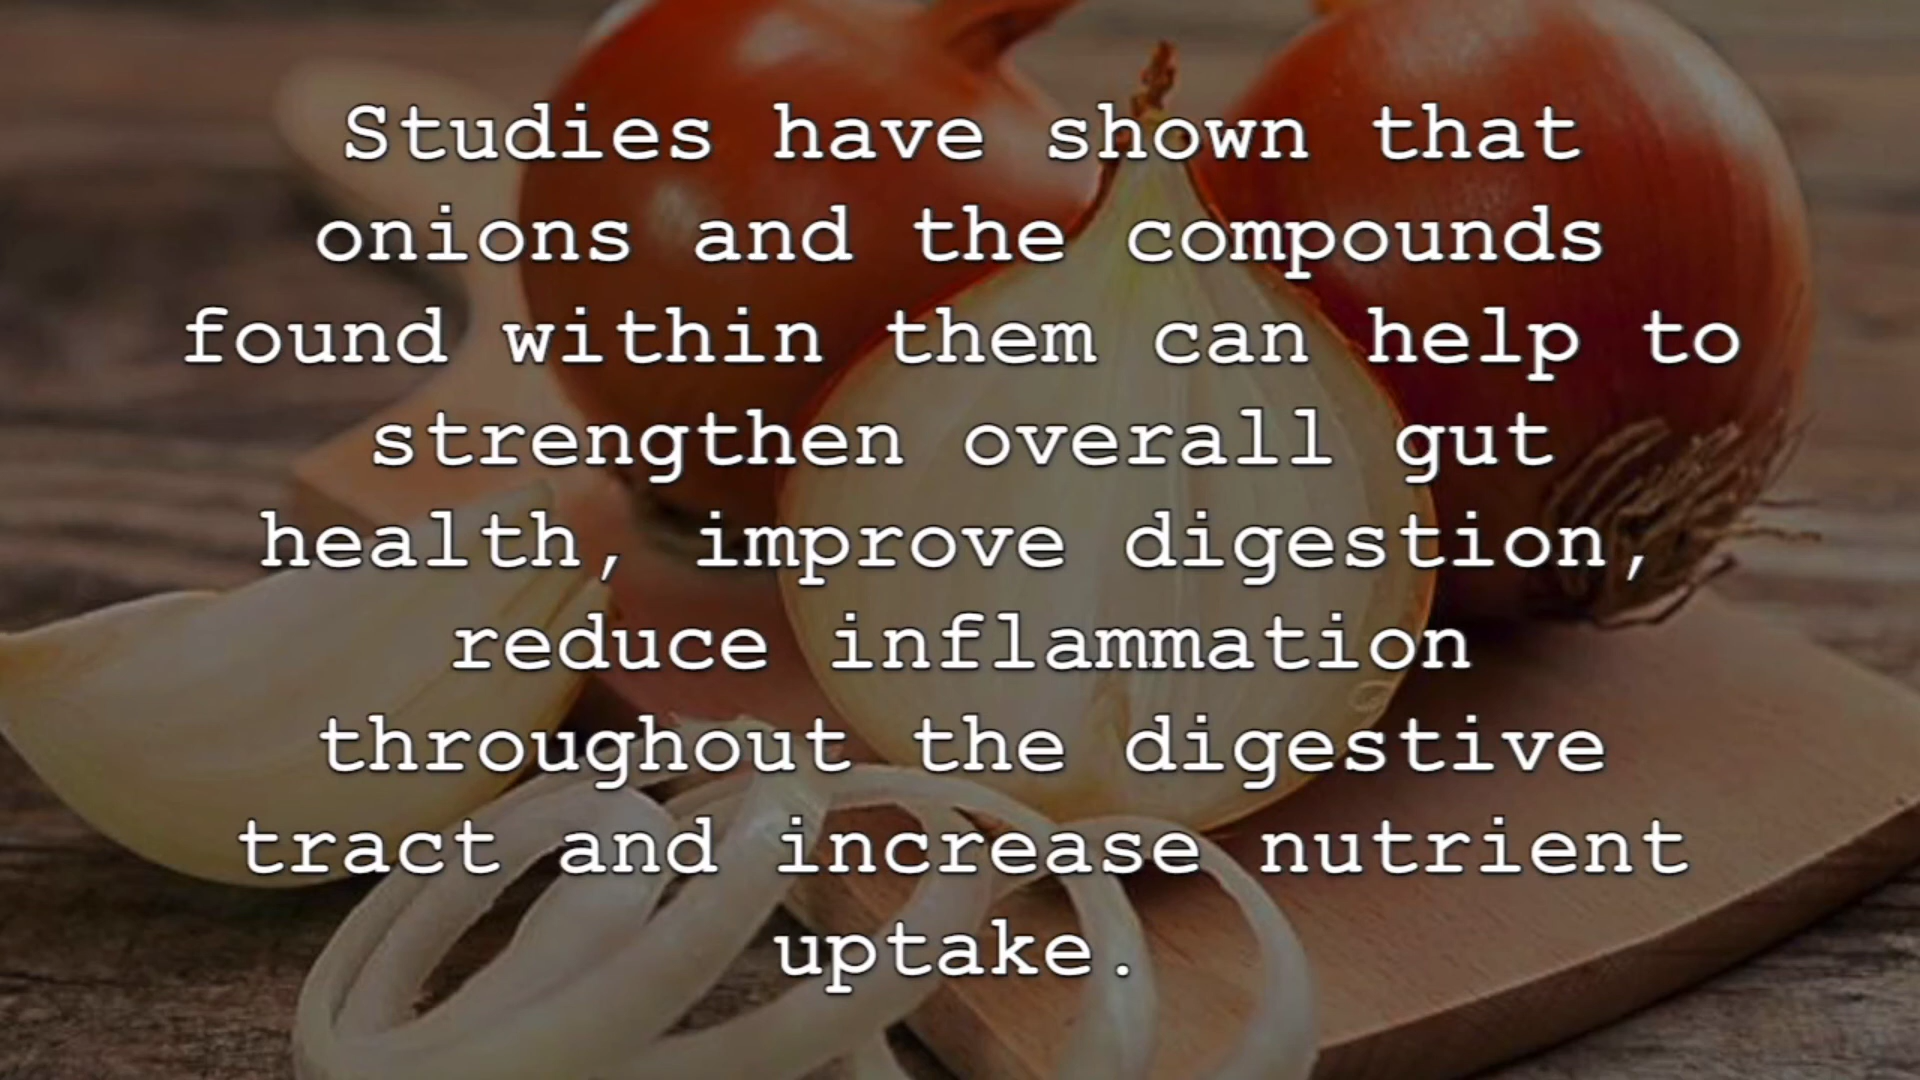 Studies have shown that
onions and the compounds
found within them can help to
strengthen overall gut
health, improve digestion,
reduce inflammation
throughout the digestive
tract and increase nutrient
uptake.